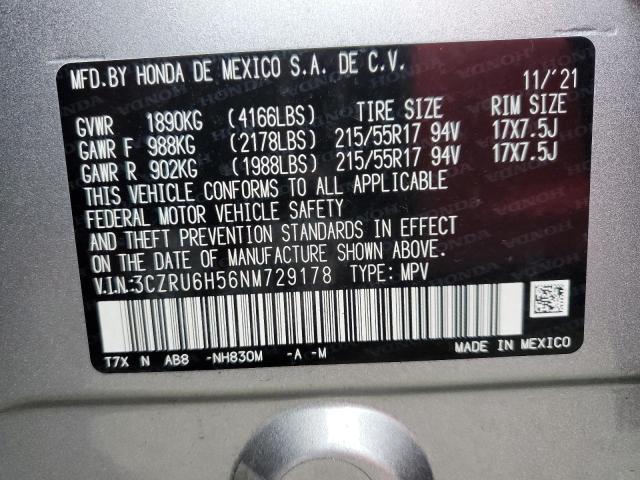 MFD. BY HONDA DE MEXICO S.A. DE C.V. 11/'21
GVWR 1890KG (4166LBS) TIRE SIZE RIM SIZE
GAWR F 988KG (2178LBS) 215/55R17 94V 17X7.5J
GAWR R 902KG (1988LBS) 215/55R17 94V 17X7.5J
THIS VEHICLE CONFORMS TO ALL APPLICABLE
FEDERAL MOTOR VEHICLE SAFETY
AND THEFT PREVENTION STANDARDS IN EFFECT
ON THE DATE OF MANUFACTURE SHOWN ABOVE.
V.I.N:3CZRU6H56NM729178 TYPE: MPV
T7X N AB8 -NH830M -A -M MADE IN MEXICO